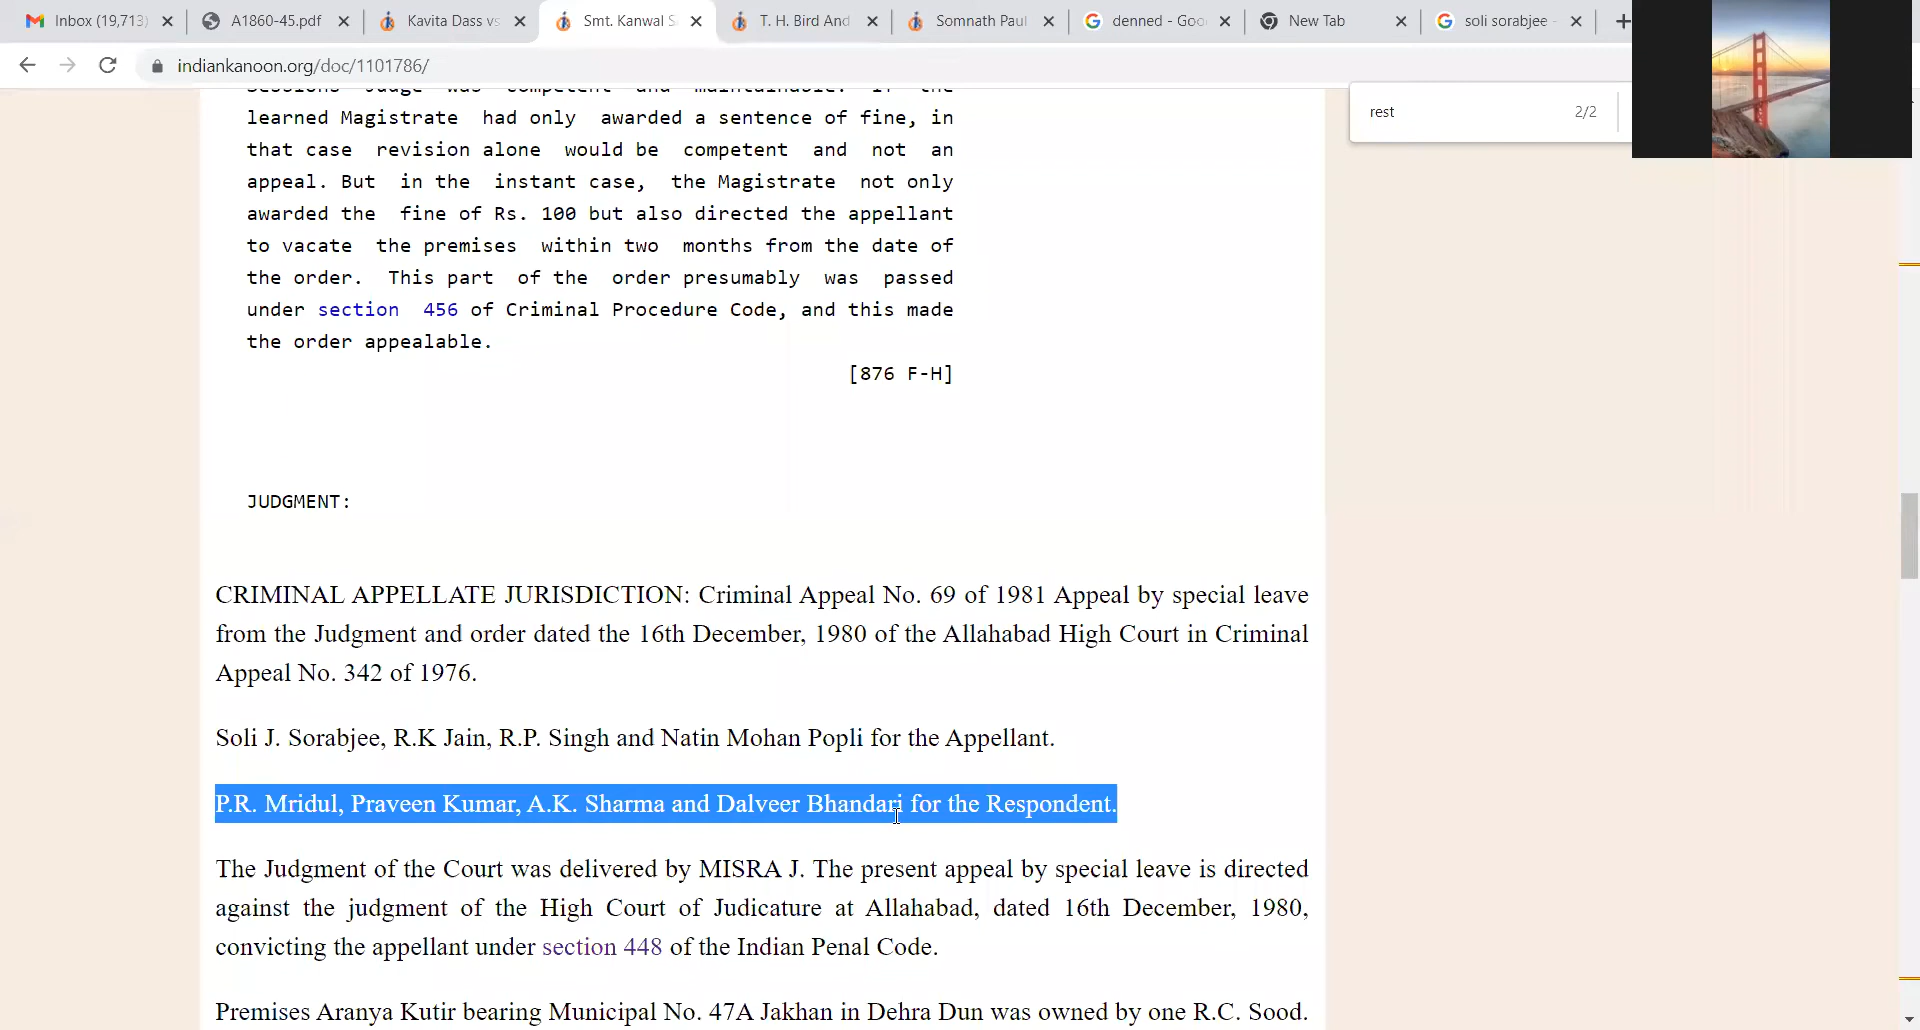 Inbox (19,713)
A1860-45.pdf
Kavita Dass vs
Smt. Kanwal S
T. H. Bird And
Somnath Paul
denned - Goo
New Tab
soli sorabjee -
indiankanoon.org/doc/1101786/
rest 2/2
Sessions Judge was competent and maintainable. If the
learned Magistrate had only awarded a sentence of fine, in
that case revision alone would be competent and not an
appeal. But in the instant case, the Magistrate not only
awarded the fine of Rs. 100 but also directed the appellant
to vacate the premises within two months from the date of
the order. This part of the order presumably was passed
under section 456 of Criminal Procedure Code, and this made
the order appealable.
[876 F-H]
JUDGMENT:
CRIMINAL APPELLATE JURISDICTION: Criminal Appeal No. 69 of 1981 Appeal by special leave
from the Judgment and order dated the 16th December, 1980 of the Allahabad High Court in Criminal
Appeal No. 342 of 1976.
Soli J. Sorabjee, R.K Jain, R.P. Singh and Natin Mohan Popli for the Appellant.
P.R. Mridul, Praveen Kumar, A.K. Sharma and Dalveer Bhandari for the Respondent.
The Judgment of the Court was delivered by MISRA J. The present appeal by special leave is directed
against the judgment of the High Court of Judicature at Allahabad, dated 16th December, 1980,
convicting the appellant under section 448 of the Indian Penal Code.
Premises Aranya Kutir bearing Municipal No. 47A Jakhan in Dehra Dun was owned by one R.C. Sood.